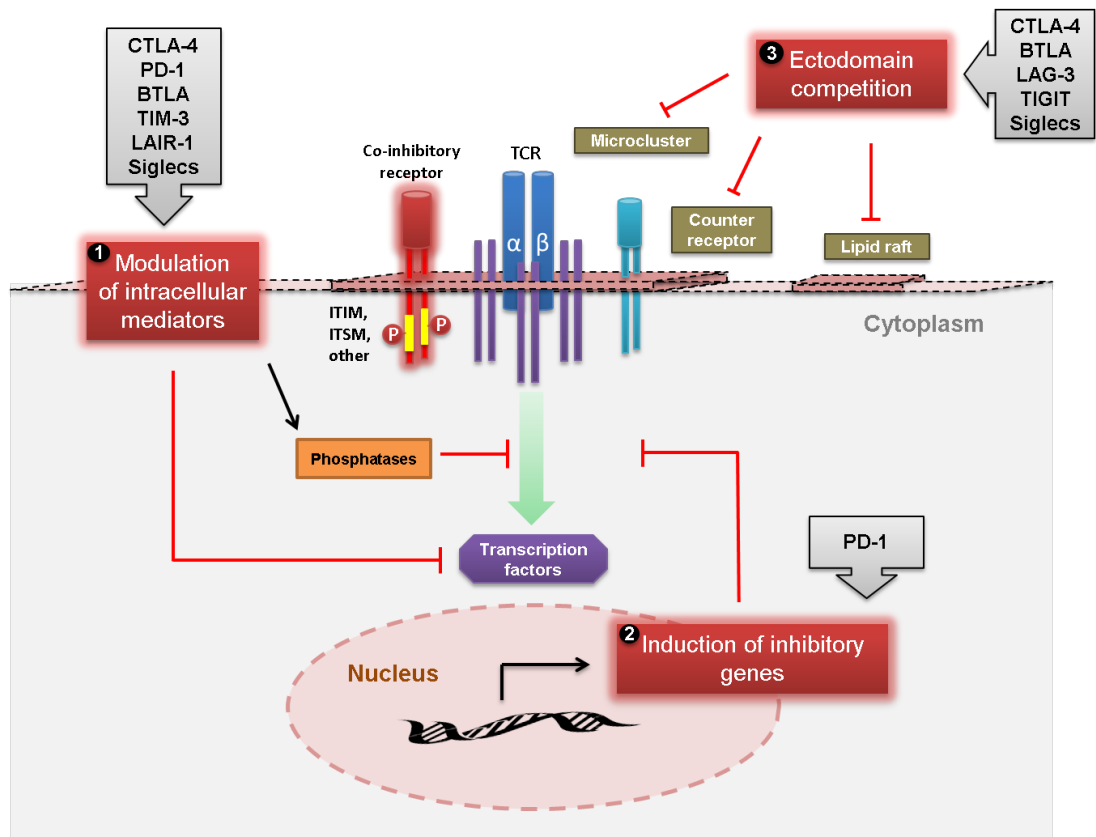 CTLA-4
PD-1
BTLA
TIM-3
LAIR-1
Siglecs
1 Modulation
of intracellular
mediators
Co-inhibitory
receptor
TCR
α β
Microcluster
3 Ectodomain
competition
CTLA-4
BTLA
LAG-3
TIGIT
Siglecs
Counter
receptor
Lipid raft
ITIM,
ITSM,
other
P P
Cytoplasm
Phosphatases
Transcription
factors
PD-1
2 Induction of inhibitory
genes
Nucleus